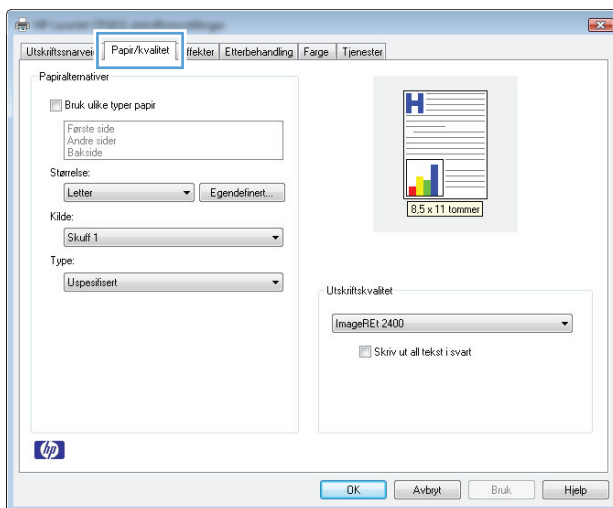 Utskriftssnarvei Papir/kvalitet ffekter Etterbehandling Farge Tjenester
Papiralternativer
Bruk ulike typer papir
Første side
Andre sider
Bakside
Størrelse:
Letter Egendefinert...
Kilde:
Skuff 1
Type:
Uspesifisert
H
8,5 x 11 tommer
Utskriftskvalitet
ImageREt 2400
Skriv ut all tekst i svart
hp
OK Avbryt Bruk Hjelp